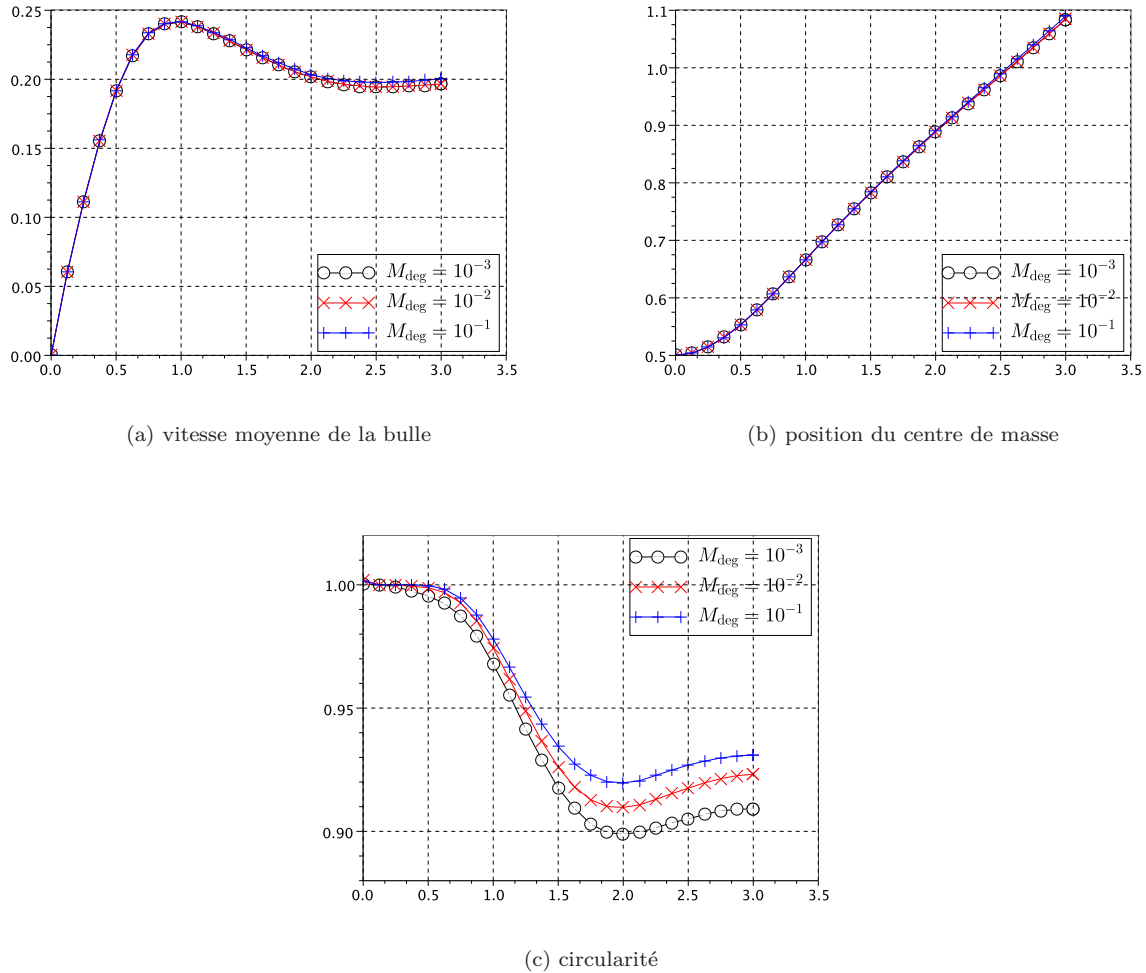 0.25
0.20
0.15
0.10
0.05
0.00
0.0 0.5 1.0 1.5 2.0 2.5 3.0 3.5
M_deg = 10^-3
M_deg = 10^-2
M_deg = 10^-1
(a) vitesse moyenne de la bulle
1.1
1.0
0.9
0.8
0.7
0.6
0.5
0.0 0.5 1.0 1.5 2.0 2.5 3.0 3.5
M_deg = 10^-3
M_deg = 10^-2
M_deg = 10^-1
(b) position du centre de masse
1.00
0.95
0.90
0.0 0.5 1.0 1.5 2.0 2.5 3.0 3.5
M_deg = 10^-3
M_deg = 10^-2
M_deg = 10^-1
(c) circularité